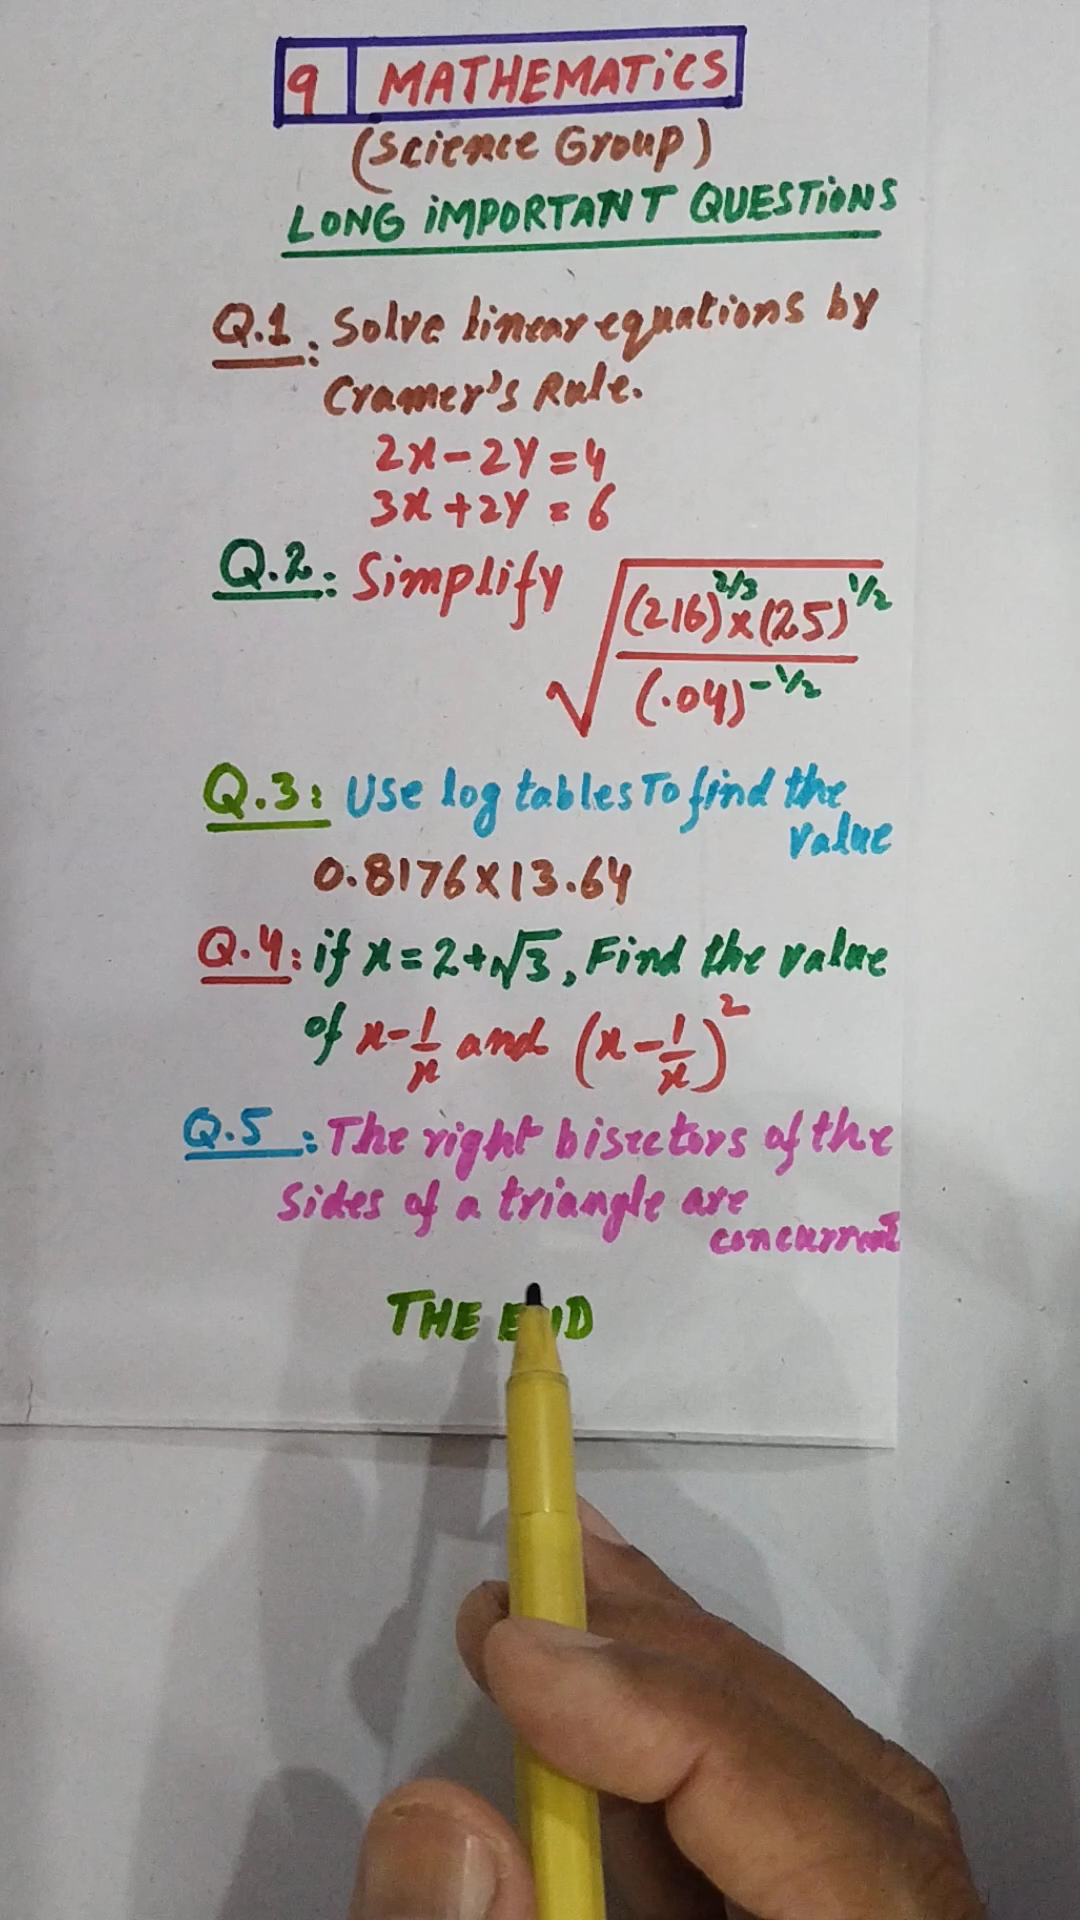 9 MATHEMATiCS
(Science Group)
LONG iMPORTANT QUESTiONS
Q.1: Solve linear equations by
Cramer's Rule.
2x-2y=4
3x+2y=6
Q.2: Simplify √((216)^2/3×(25)^1/2 / (.04)^-1/2)
Q.3: Use log tables To find the
value
0.8176×13.64
Q.4: if x=2+√3, Find the value
of x-1/x and (x-1/x)²
Q.5: The right bisectors of the
sides of a triangle are
concurrent
THE END